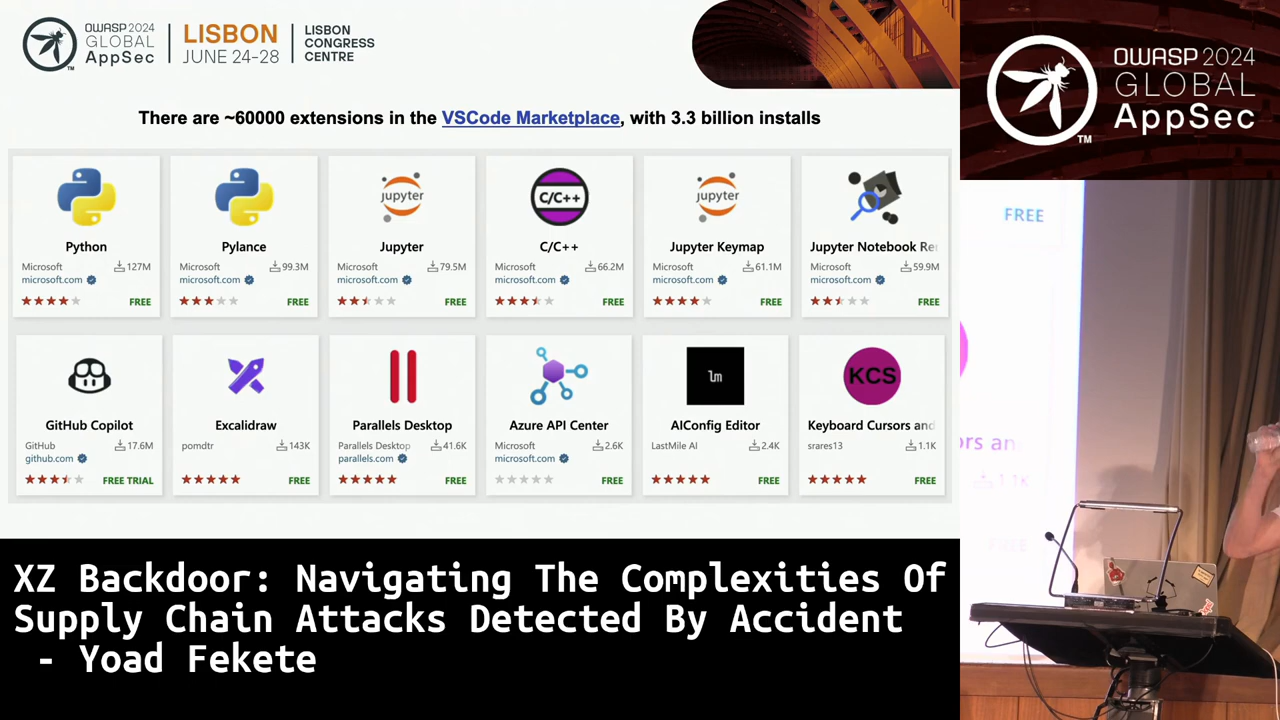 OWASP 2024
GLOBAL
AppSec
LISBON
JUNE 24-28
LISBON
CONGRESS
CENTRE
There are ~60000 extensions in the VSCode Marketplace, with 3.3 billion installs
Python
Microsoft 127M
microsoft.com
FREE
Pylance
Microsoft 99.3M
microsoft.com
FREE
jupyter
Jupyter
Microsoft 79.5M
microsoft.com
FREE
C/C++
C/C++
Microsoft 66.2M
microsoft.com
FREE
jupyter
Jupyter Keymap
Microsoft 61.1M
microsoft.com
FREE
Jupyter Notebook Re
Microsoft 59.9M
microsoft.com
FREE
GitHub Copilot
GitHub 17.6M
github.com
FREE TRIAL
Excalidraw
pomdtr 143K
FREE
Parallels Desktop
Parallels Desktop 41.6K
parallels.com
FREE
Azure API Center
Microsoft 2.6K
microsoft.com
FREE
lm
AIConfig Editor
LastMile AI 2.4K
FREE
KCS
Keyboard Cursors and
srares13 1.1K
FREE
XZ Backdoor: Navigating The Complexities Of
Supply Chain Attacks Detected By Accident
- Yoad Fekete
OWASP 2024
GLOBAL
AppSec
TM
FREE
ors an
1.1K
FREE